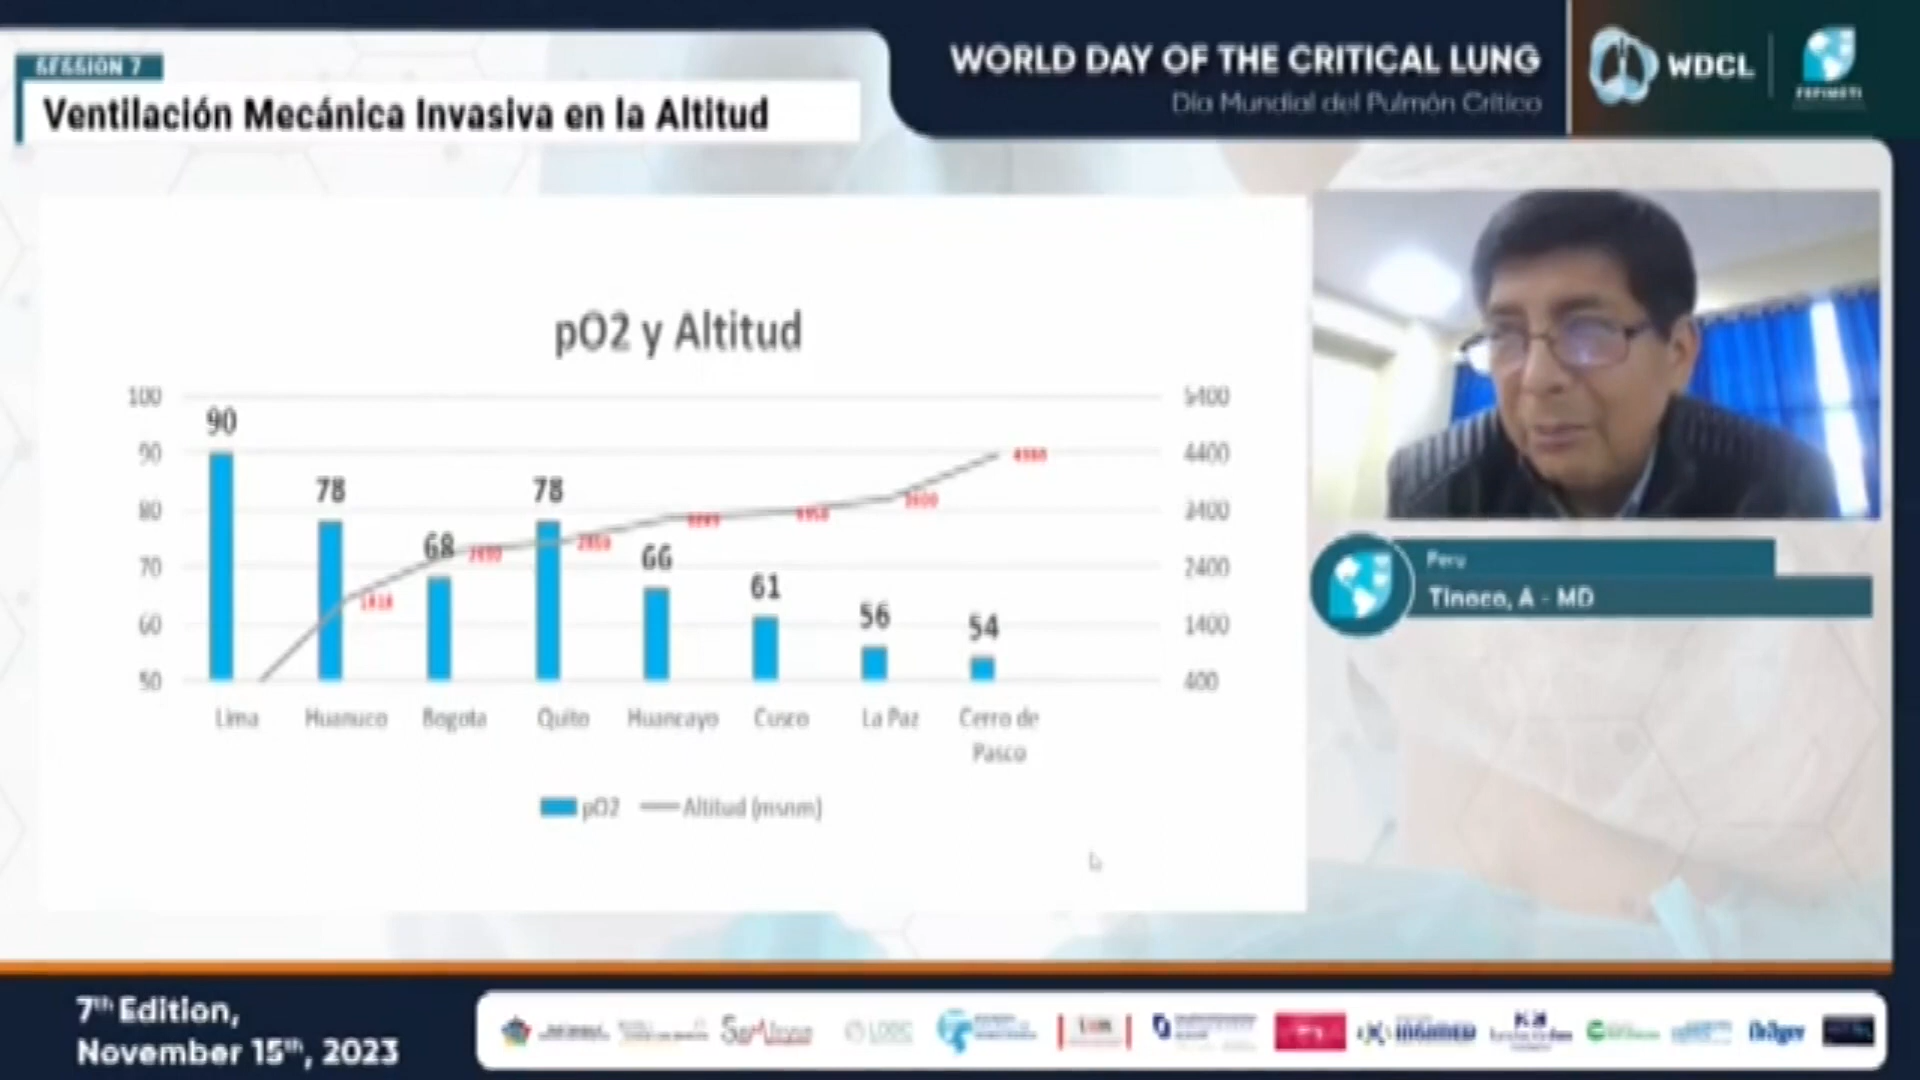 SESSION 7
Ventilación Mecánica Invasiva en la Altitud
WORLD DAY OF THE CRITICAL LUNG
Día Mundial del Pulmón Crítico
WDCL
pO2 y Altitud
100
90
80
70
60
50
90
78
68
78
66
61
56
54
1818
3600
5400
4400
3400
2400
1400
400
Lima
Huanuco
Bogota
Quito
Huancayo
Cusco
La Paz
Cerro de
Pasco
pO2
Altitud (msnm)
Peru
Tinoco, A - MD
7th Edition,
November 15th, 2023
Dräger